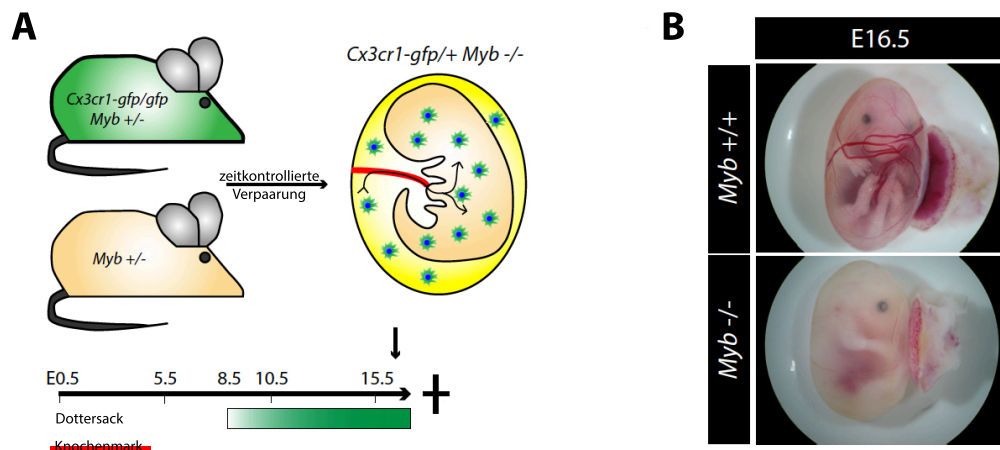 A
Cx3cr1-gfp/gfp
Myb +/-
Cx3cr1-gfp/+ Myb -/-
zeitkontrollierte
Verpaarung
Myb +/-
E0.5 5.5 8.5 10.5 15.5
Dottersack
Knochenmark
B
E16.5
Myb +/+
Myb -/-